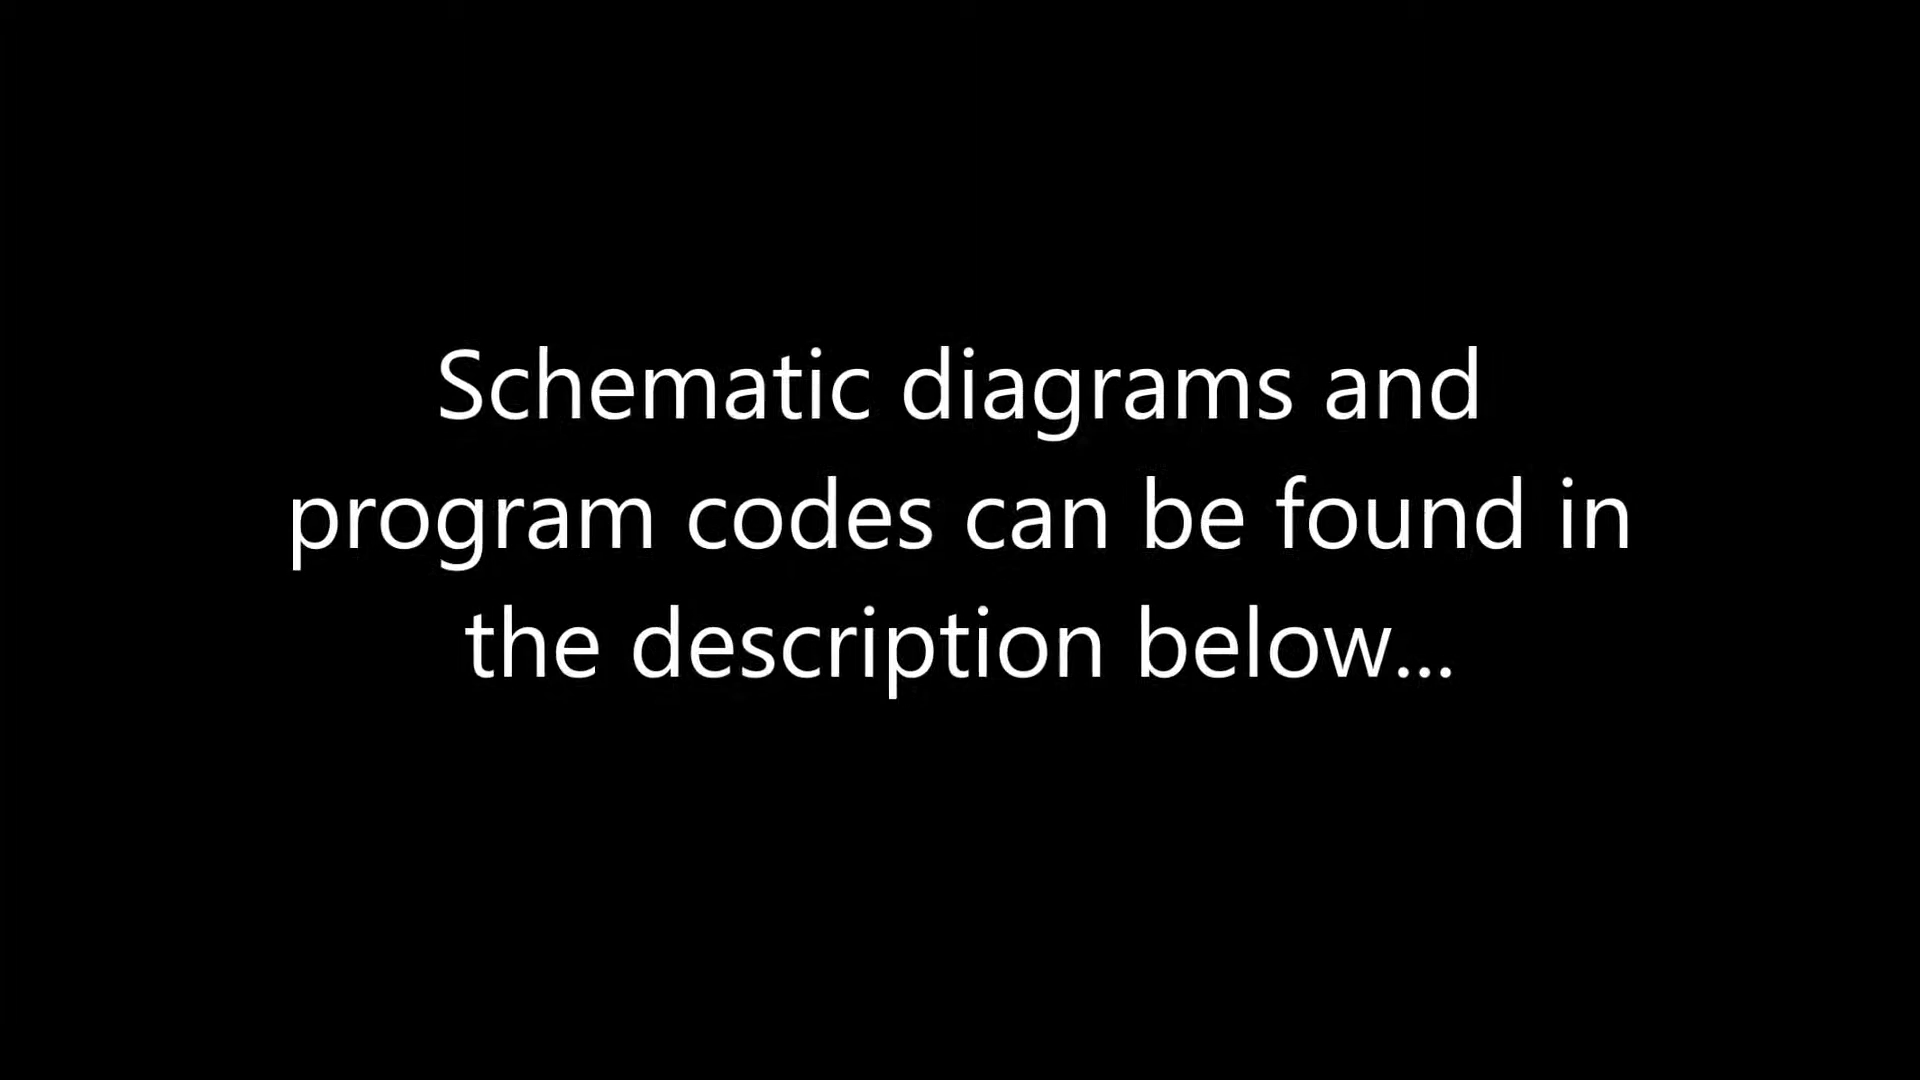 Schematic diagrams and
program codes can be found in
the description below...